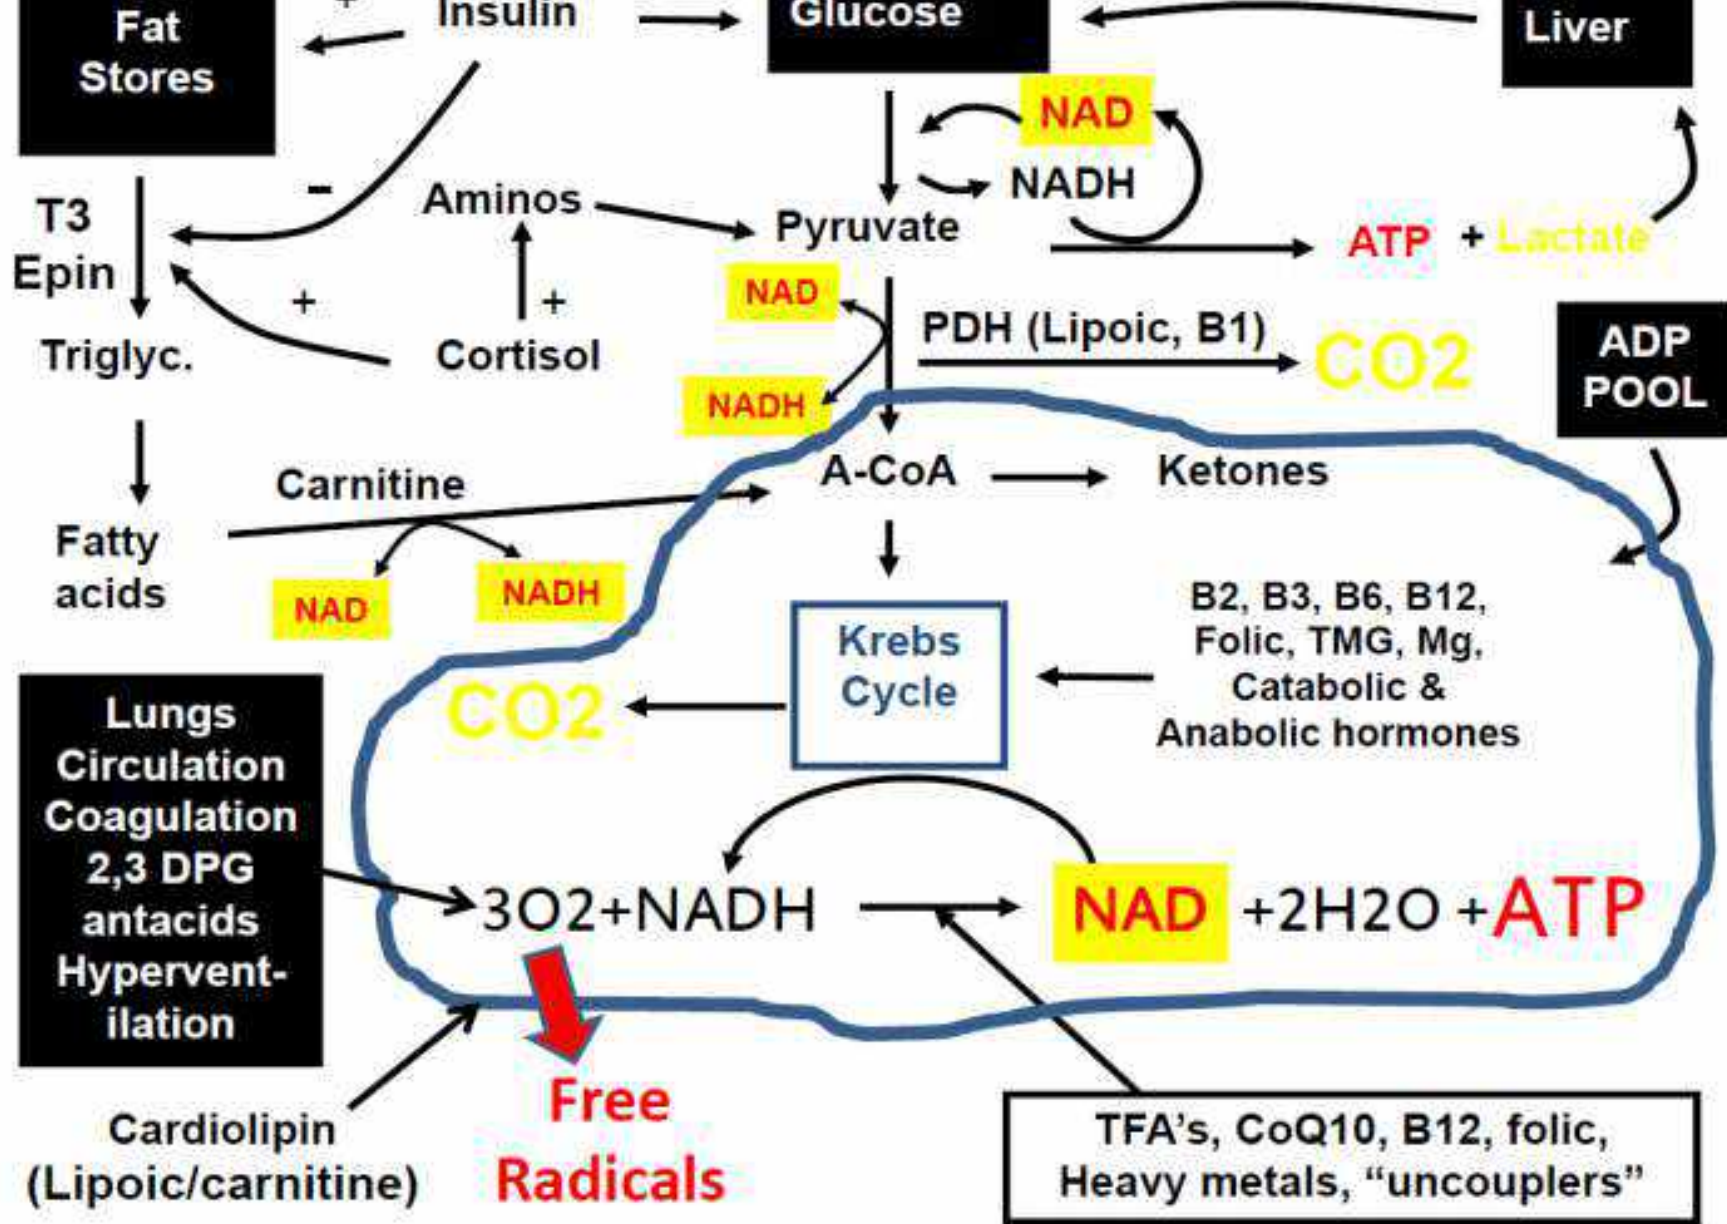 +
Insulin
Glucose
Liver
Fat
Stores
NAD
NADH
T3
Epin
-
Aminos
Pyruvate
ATP + Lactate
+
+
NAD
Triglyc.
Cortisol
PDH (Lipoic, B1)
CO2
ADP
POOL
NADH
Carnitine
A-CoA
Ketones
Fatty
acids
NAD
NADH
B2, B3, B6, B12,
Folic, TMG, Mg,
Catabolic &
Anabolic hormones
Krebs
Cycle
CO2
Lungs
Circulation
Coagulation
2,3 DPG
antacids
Hypervent-
ilation
3O2+NADH
NAD +2H2O +ATP
Free
Radicals
Cardiolipin
(Lipoic/carnitine)
TFA's, CoQ10, B12, folic,
Heavy metals, “uncouplers”